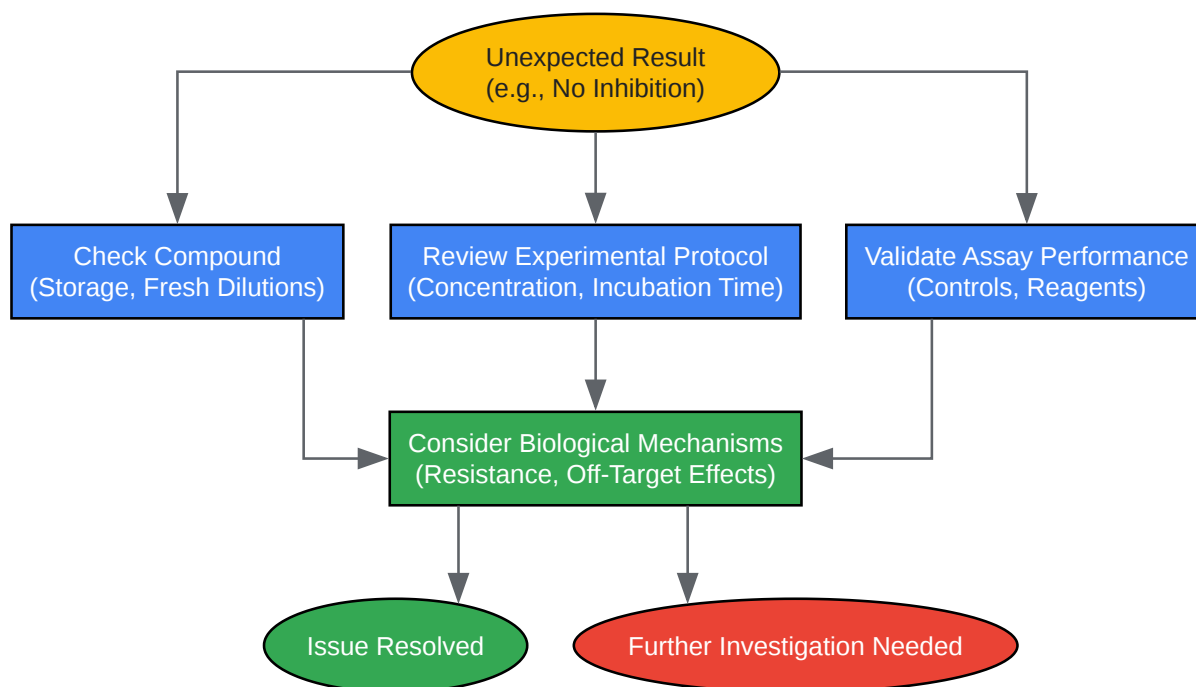 Unexpected Result
(e.g., No Inhibition)
Check Compound
(Storage, Fresh Dilutions)
Review Experimental Protocol
(Concentration, Incubation Time)
Validate Assay Performance
(Controls, Reagents)
Consider Biological Mechanisms
(Resistance, Off-Target Effects)
Issue Resolved
Further Investigation Needed